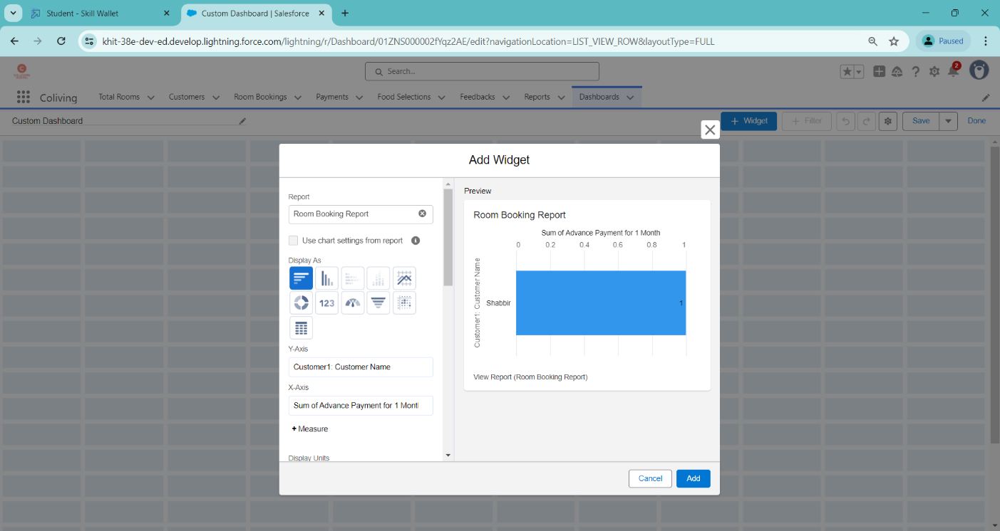 Student - Skill Wallet
Custom Dashboard | Salesforce
khit-38e-dev-ed.develop.lightning.force.com/lightning/r/Dashboard/01ZNS000002fYqz2AE/edit?navigationLocation=LIST_VIEW_ROW&layoutType=FULL
Paused
Search...
2
Coliving
Total Rooms
Customers
Room Bookings
Payments
Food Selections
Feedbacks
Reports
Dashboards
Custom Dashboard
+ Widget
+ Filter
Save
Done
Add Widget
Report
Room Booking Report
Use chart settings from report
Display As
123
Y-Axis
Customer1: Customer Name
X-Axis
Sum of Advance Payment for 1 Montl
+ Measure
Display Units
Preview
Room Booking Report
Sum of Advance Payment for 1 Month
0 0.2 0.4 0.6 0.8 1
Customer1: Customer Name
Shabbir
1
View Report (Room Booking Report)
Cancel
Add